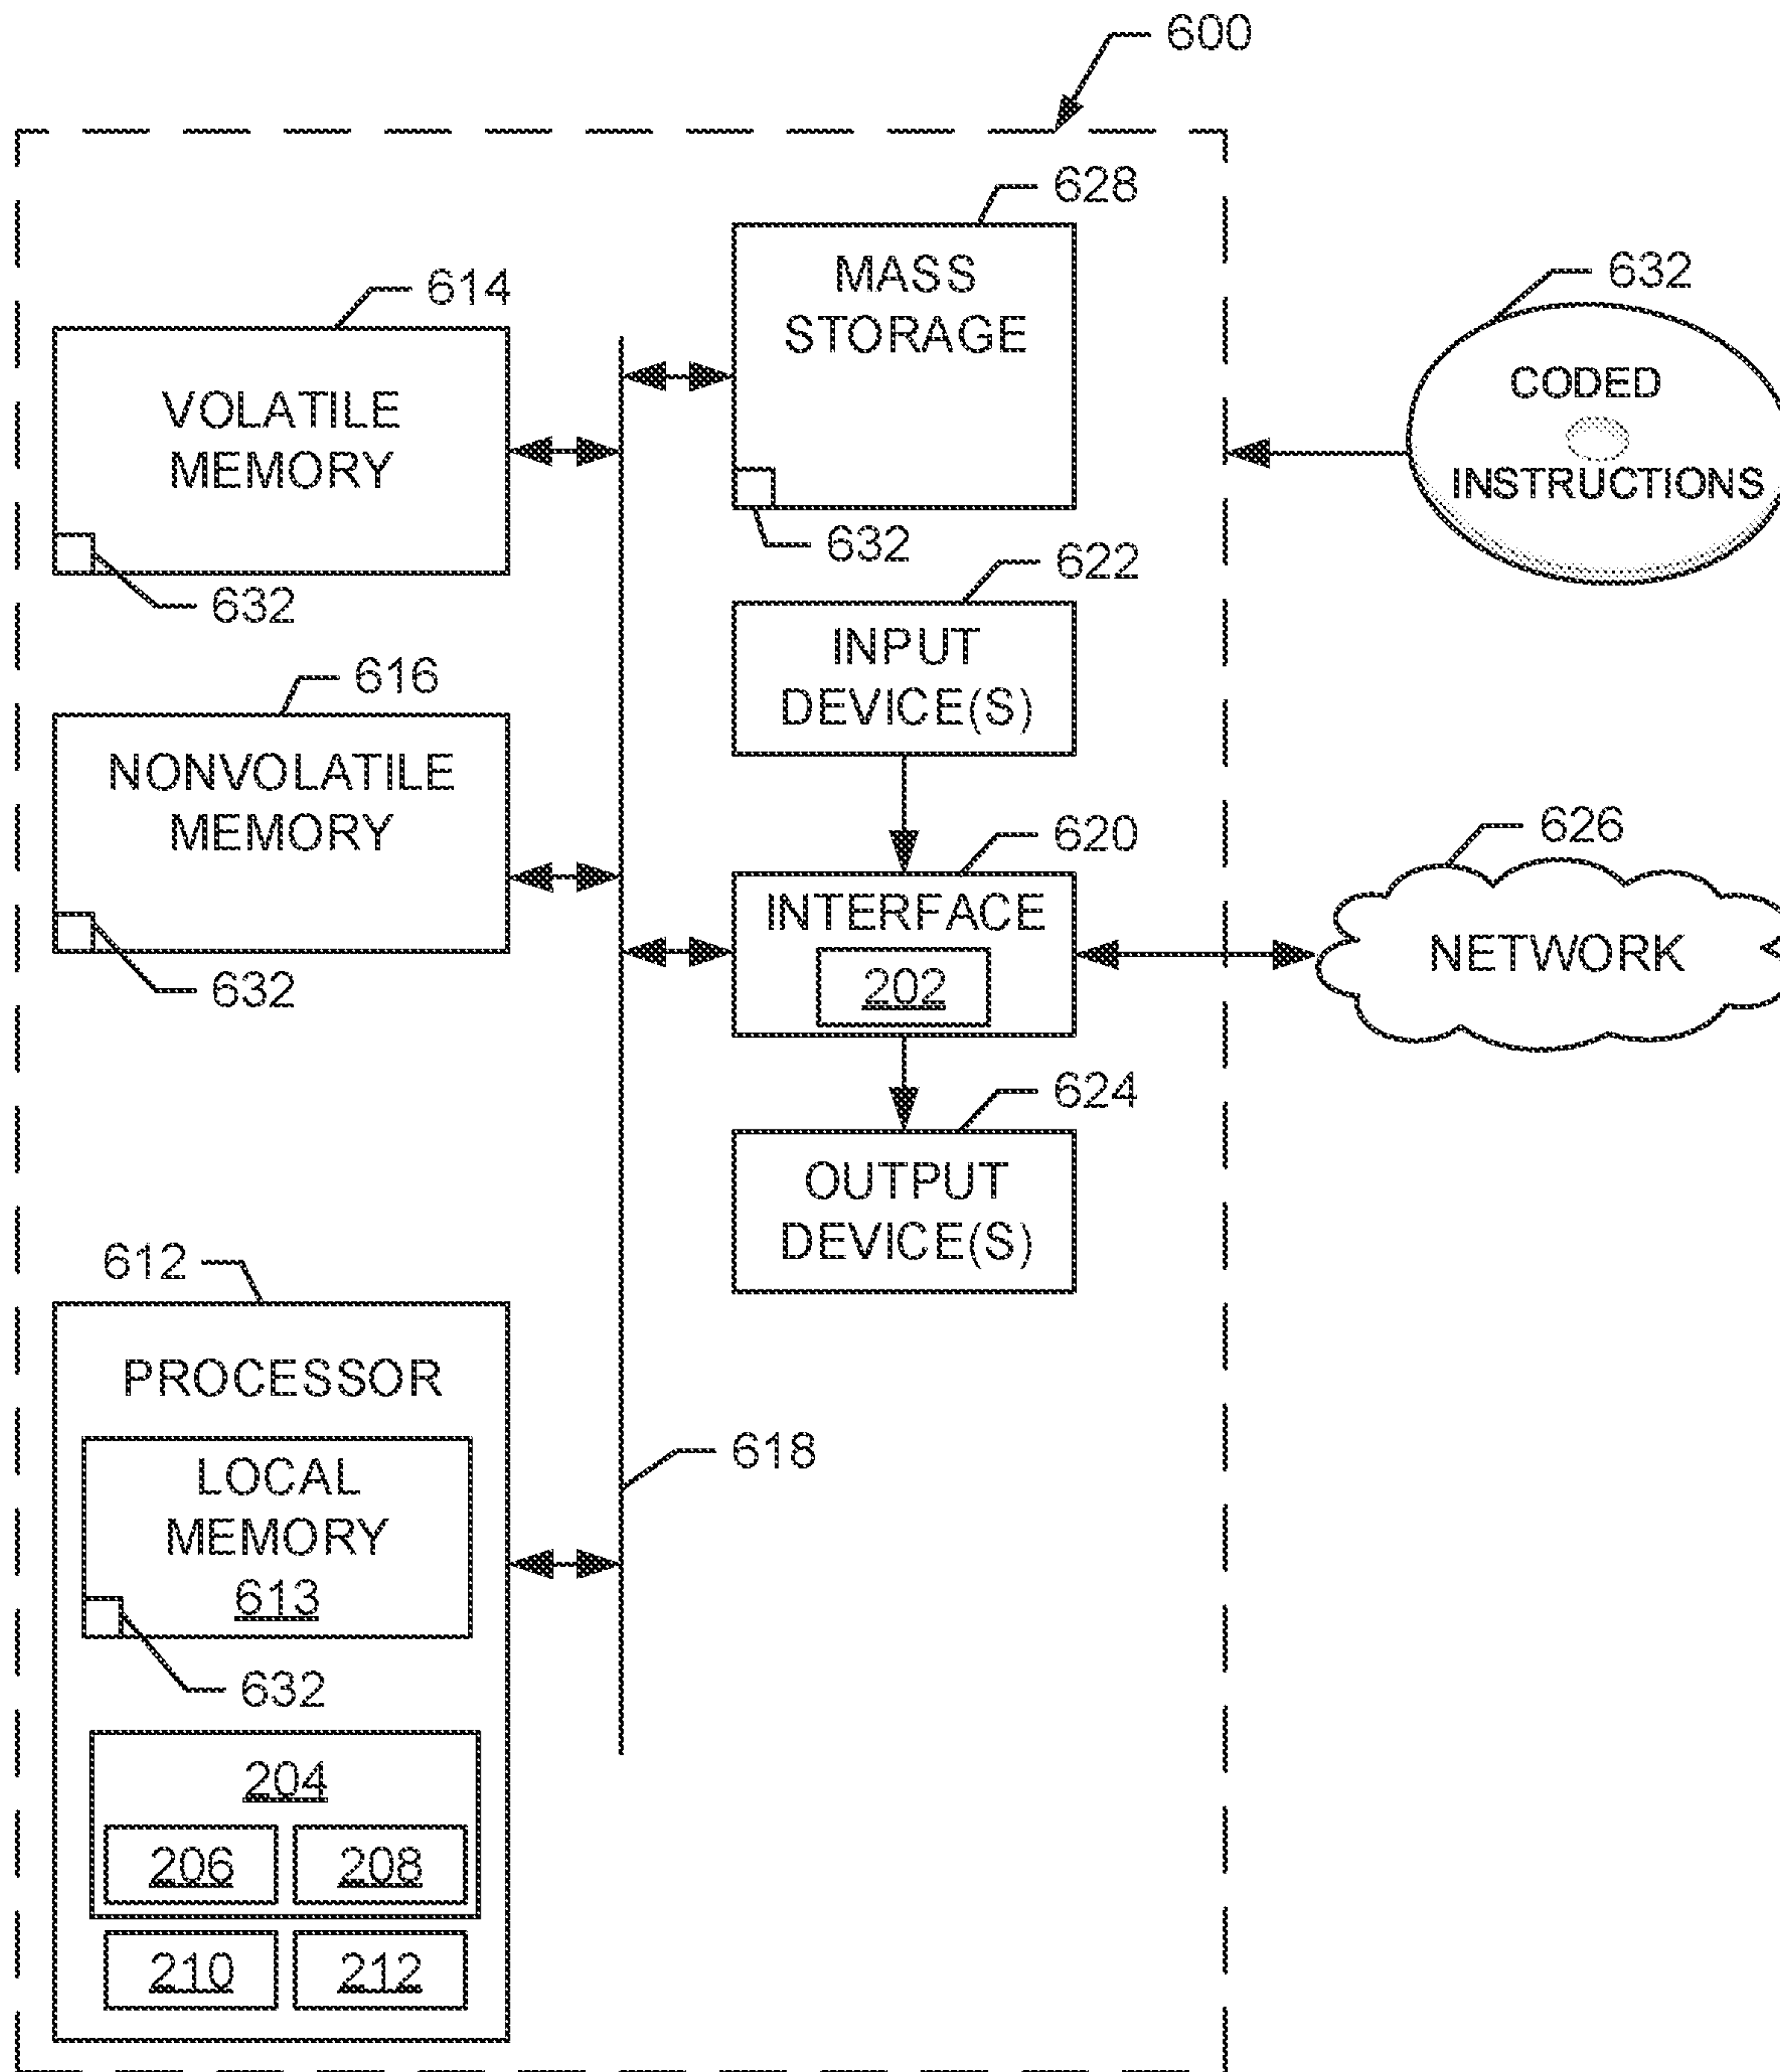 600
628
MASS
STORAGE
632
614
VOLATILE
MEMORY
632
632
CODED
INSTRUCTIONS
622
INPUT
DEVICE(S)
616
NONVOLATILE
MEMORY
632
620
INTERFACE
202
626
NETWORK
624
OUTPUT
DEVICE(S)
612
PROCESSOR
LOCAL
MEMORY
613
632
618
204
206 208
210 212